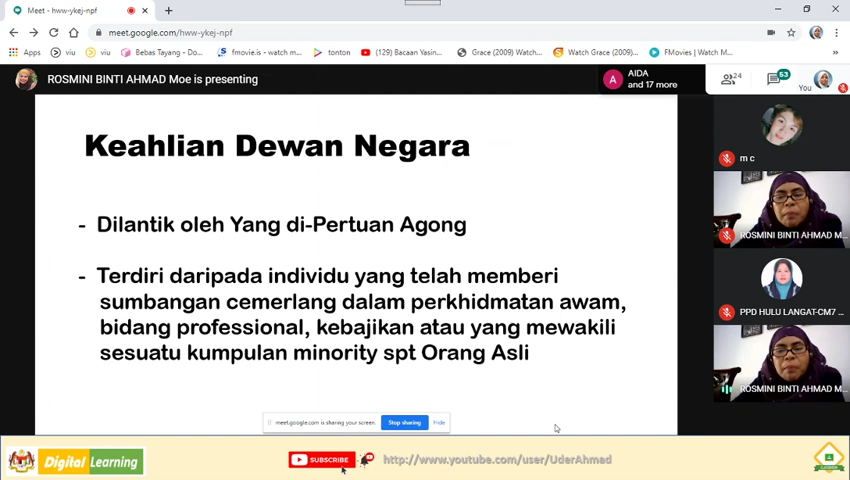 Meet - hww-ykej-npf
meet.google.com/hww-ykej-npf
Apps viu viu Bebas Tayang - Do... fmovie.is - watch m... tonton (129) Bacaan Yasin... Grace (2009) Watch... Watch Grace (2009)... FMovies | Watch M...
ROSMINI BINTI AHMAD Moe is presenting
AIDA
and 17 more
24
53
You
Keahlian Dewan Negara
- Dilantik oleh Yang di-Pertuan Agong
- Terdiri daripada individu yang telah memberi
sumbangan cemerlang dalam perkhidmatan awam,
bidang professional, kebajikan atau yang mewakili
sesuatu kumpulan minority spt Orang Asli
m c
ROSMINI BINTI AHMAD M...
PPD HULU LANGAT-CM7 ...
ROSMINI BINTI AHMAD M...
meet.google.com is sharing your screen.
Stop sharing
Hide
Digital Learning
SUBSCRIBE
http://www.youtube.com/user/UderAhmad